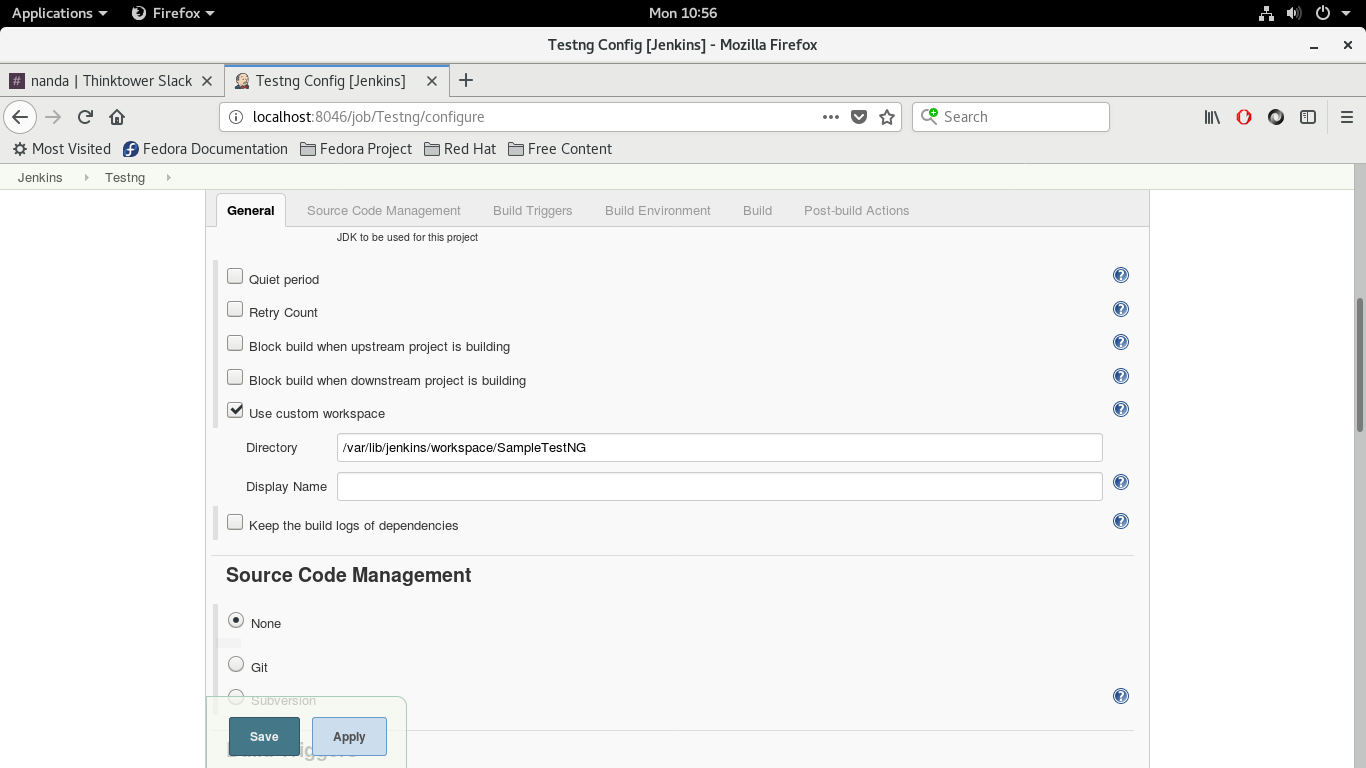 Applications Firefox Mon 10:56
Testng Config [Jenkins] - Mozilla Firefox
# nanda | Thinktower Slack Testng Config [Jenkins]
localhost:8046/job/Testng/configure Search
Most Visited Fedora Documentation Fedora Project Red Hat Free Content
Jenkins Testng
General Source Code Management Build Triggers Build Environment Build Post-build Actions
JDK to be used for this project
Quiet period
Retry Count
Block build when upstream project is building
Block build when downstream project is building
Use custom workspace
Directory /var/lib/jenkins/workspace/SampleTestNG
Display Name
Keep the build logs of dependencies
Source Code Management
None
Git
Subversion
Save Apply